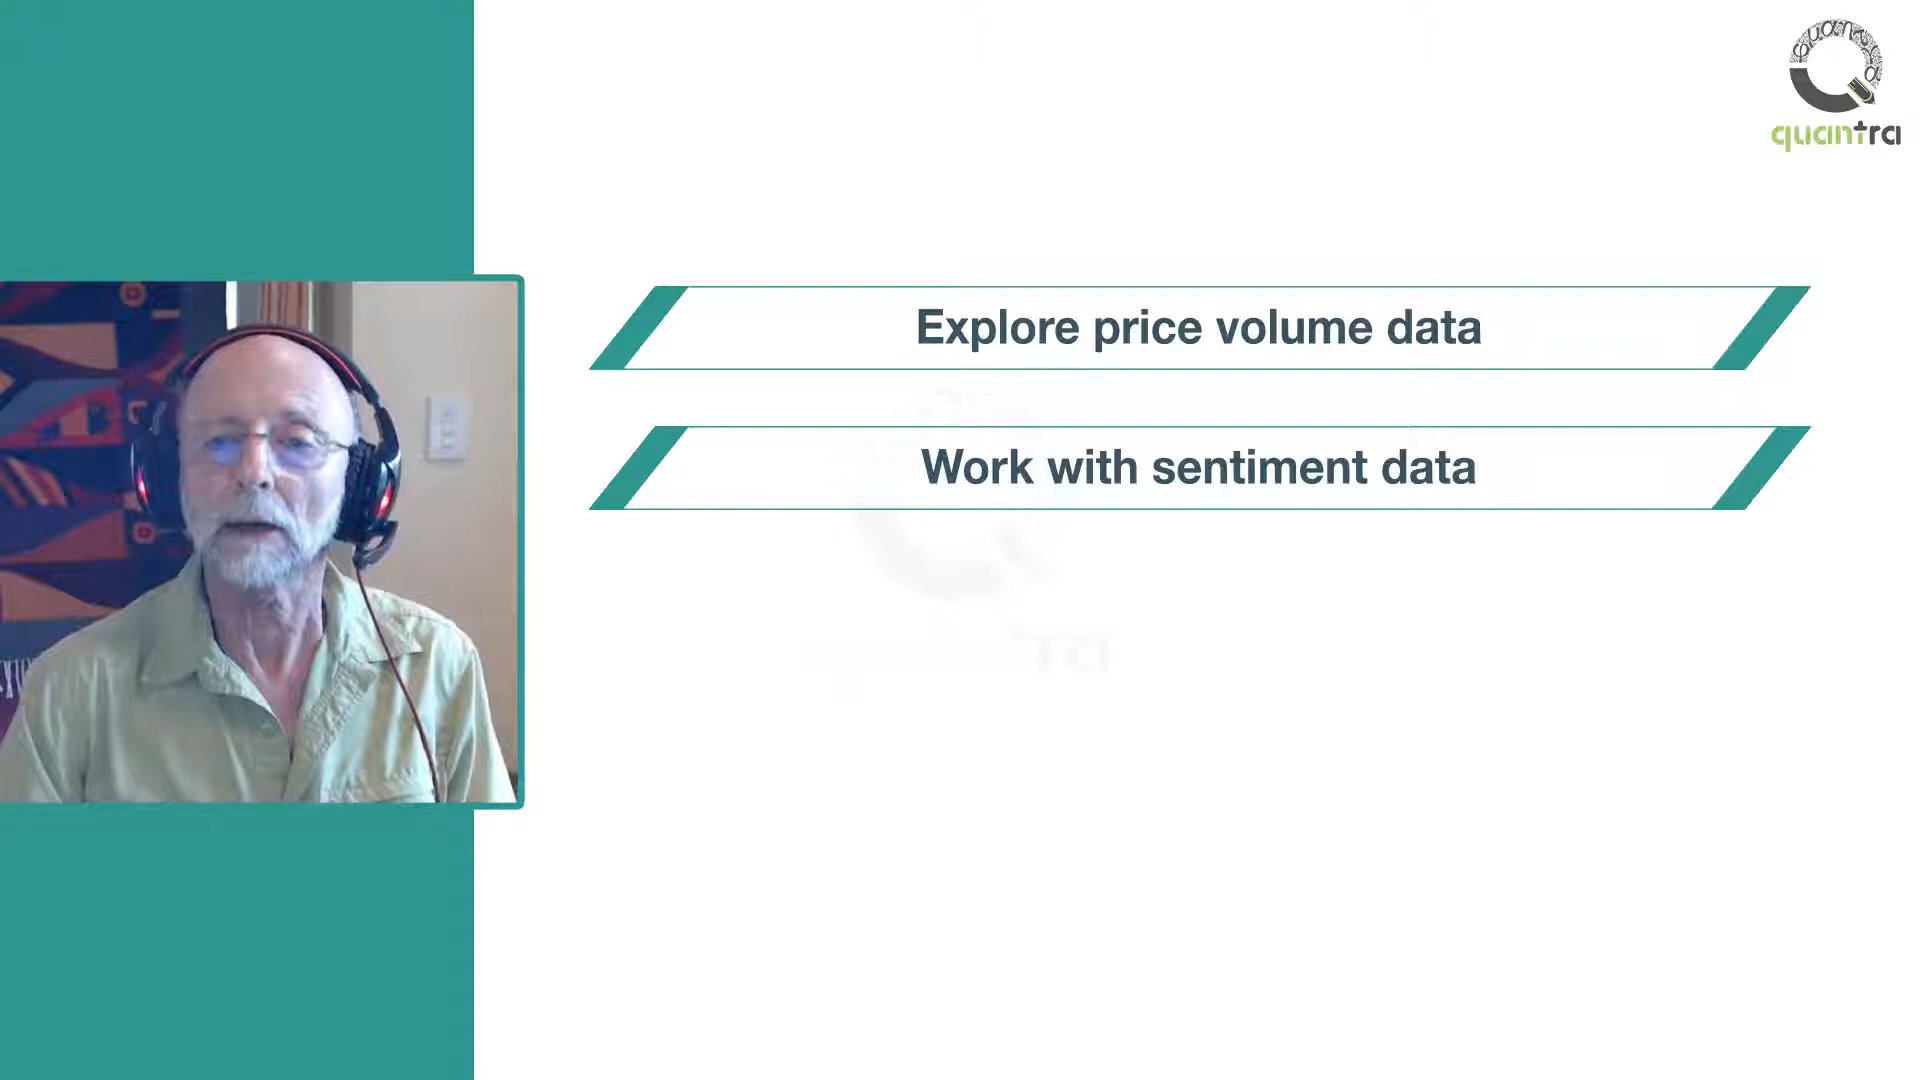 quantra
Explore price volume data
Work with sentiment data